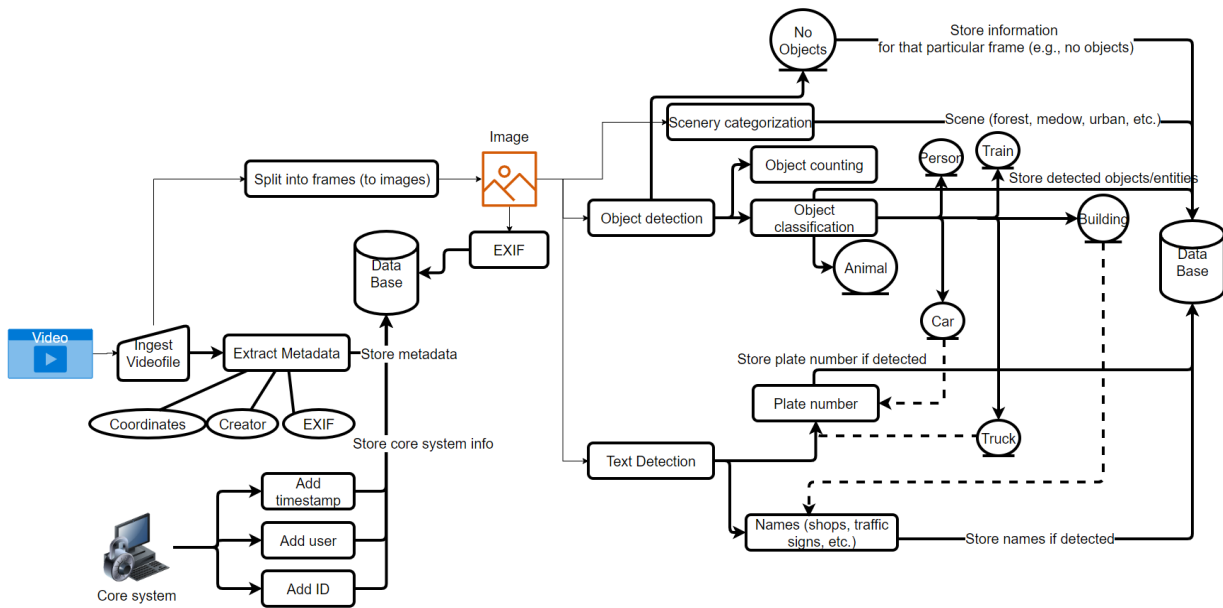 No
Objects
Store information
for that particular frame (e.g., no objects)
Scenery categorization
Scene (forest, medow, urban, etc.)
Image
Person
Train
Object counting
Split into frames (to images)
Store detected objects/entities
Object detection
Object
classification
Building
EXIF
Data
Base
Animal
Data
Base
Car
Video
Ingest
Videofile
Extract Metadata
Store metadata
Store plate number if detected
Plate number
Coordinates
Creator
EXIF
Truck
Store core system info
Text Detection
Add
timestamp
Names (shops, traffic
signs, etc.)
Store names if detected
Add user
Add ID
Core system